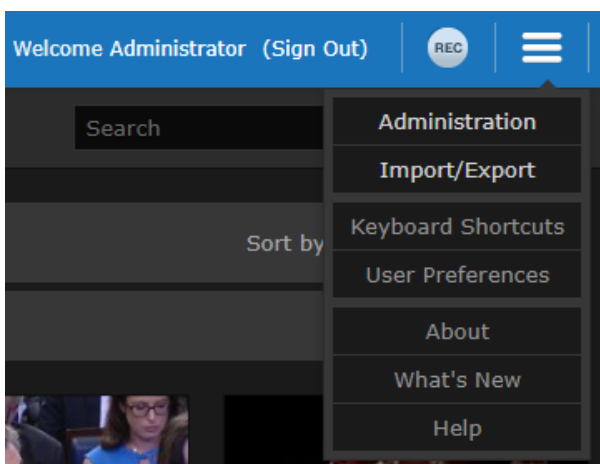 Welcome Administrator (Sign Out) REC
Search
Sort by
Administration
Import/Export
Keyboard Shortcuts
User Preferences
About
What's New
Help